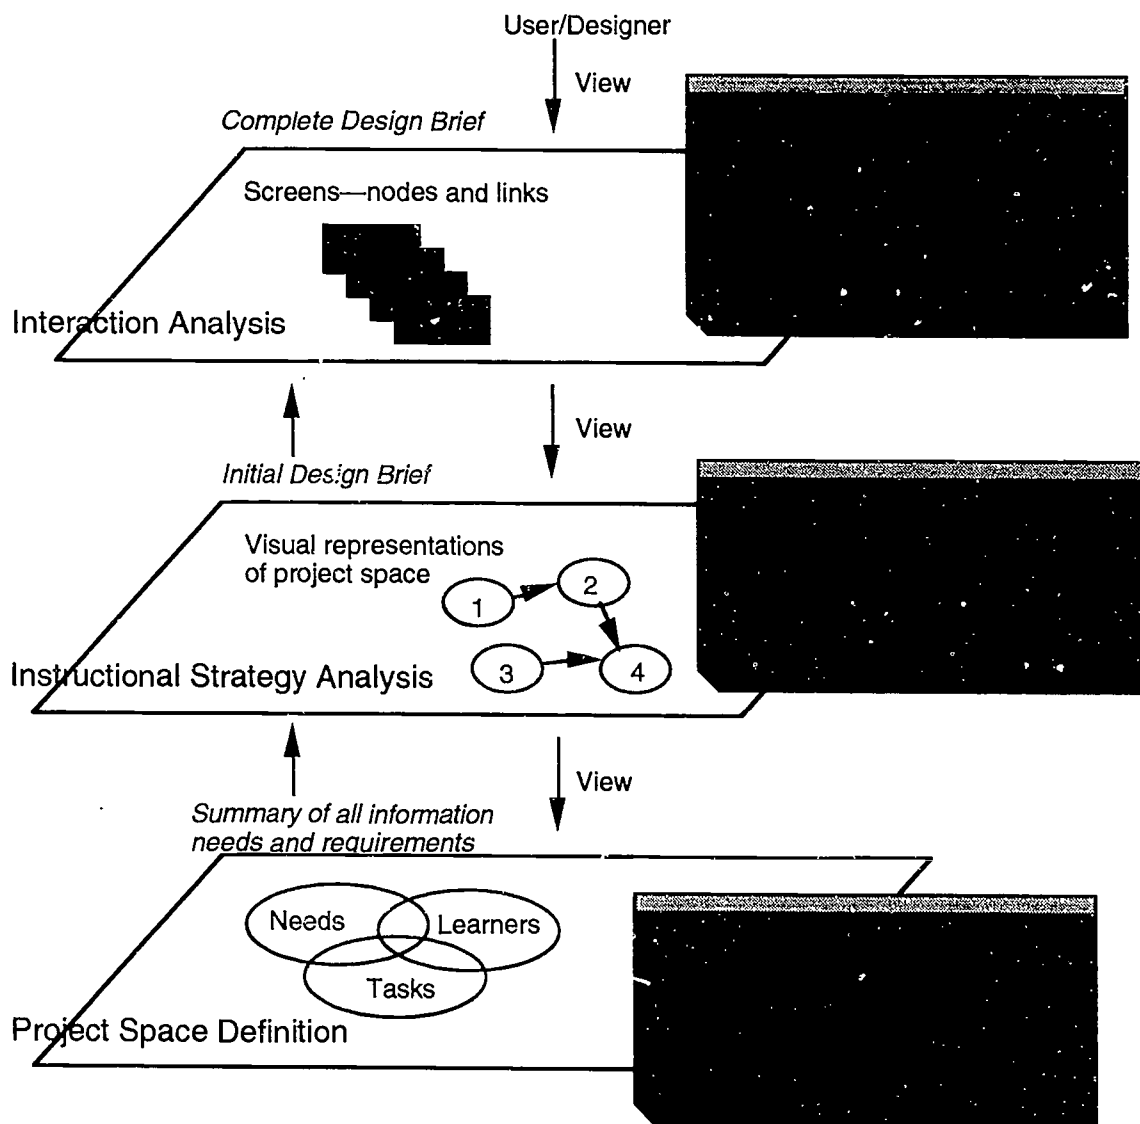 User/Designer
View
Complete Design Brief
Screens—nodes and links
Interaction Analysis
View
Initial Design Brief
Visual representations
of project space
1
2
3
4
Instructional Strategy Analysis
View
Summary of all information
needs and requirements
Needs
Learners
Tasks
Project Space Definition